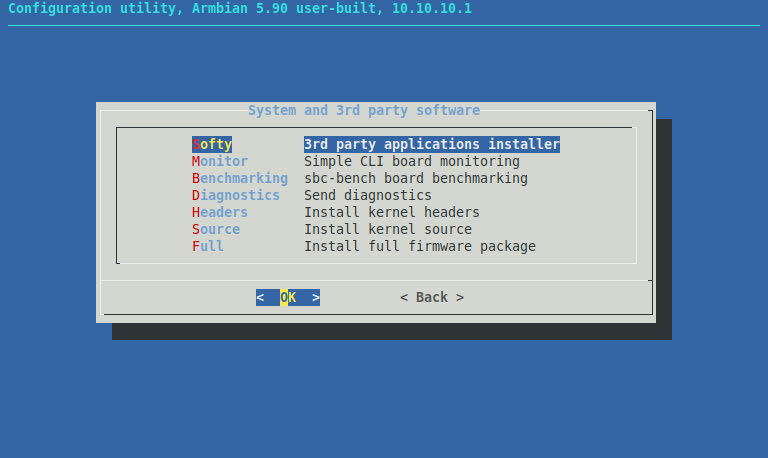 Configuration utility, Armbian 5.90 user-built, 10.10.10.1
System and 3rd party software
Softy 3rd party applications installer
Monitor Simple CLI board monitoring
Benchmarking sbc-bench board benchmarking
Diagnostics Send diagnostics
Headers Install kernel headers
Source Install kernel source
Full Install full firmware package
< OK > < Back >